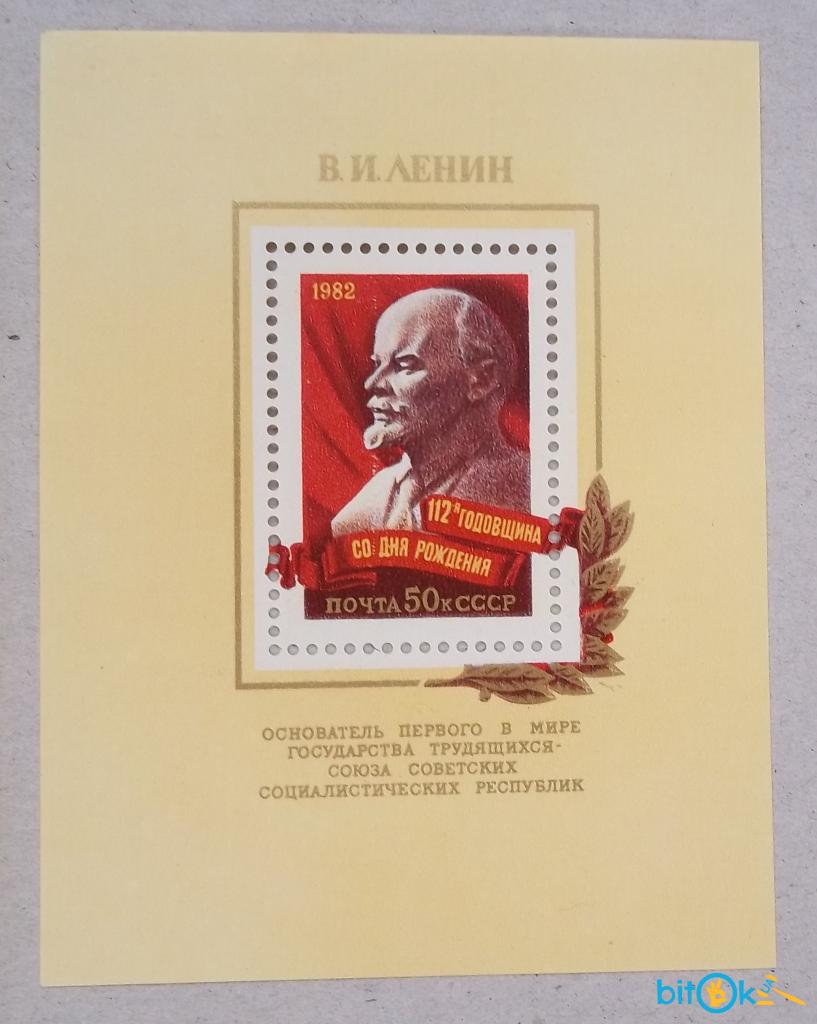 В. И. ЛЕНИН
1982
112-я ГОДОВЩИНА
СО ДНЯ РОЖДЕНИЯ
ПОЧТА 50к СССР
ОСНОВАТЕЛЬ ПЕРВОГО В МИРЕ
ГОСУДАРСТВА ТРУДЯЩИХСЯ-
СОЮЗА СОВЕТСКИХ
СОЦИАЛИСТИЧЕСКИХ РЕСПУБЛИК
bitok.ua